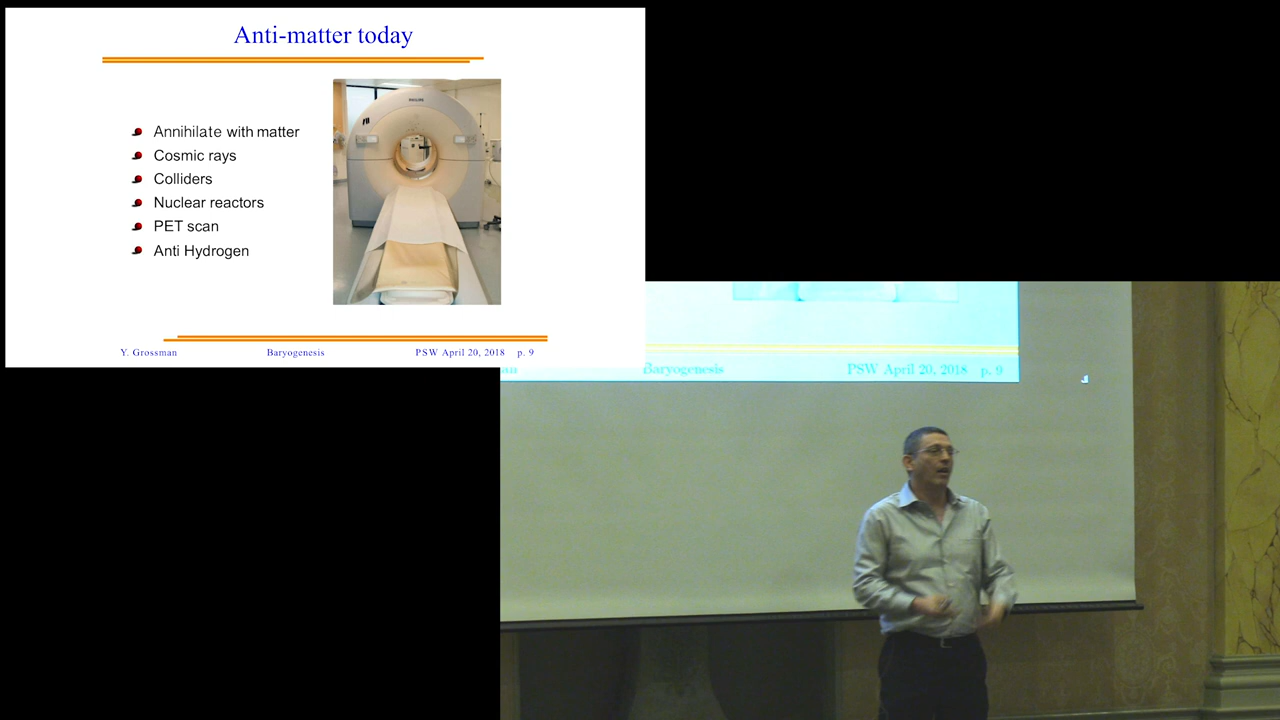 Anti-matter today
Annihilate with matter
Cosmic rays
Colliders
Nuclear reactors
PET scan
Anti Hydrogen
PHILIPS
Y. Grossman Baryogenesis PSW April 20, 2018 p. 9
an Baryogenesis PSW April 20, 2018 p. 9